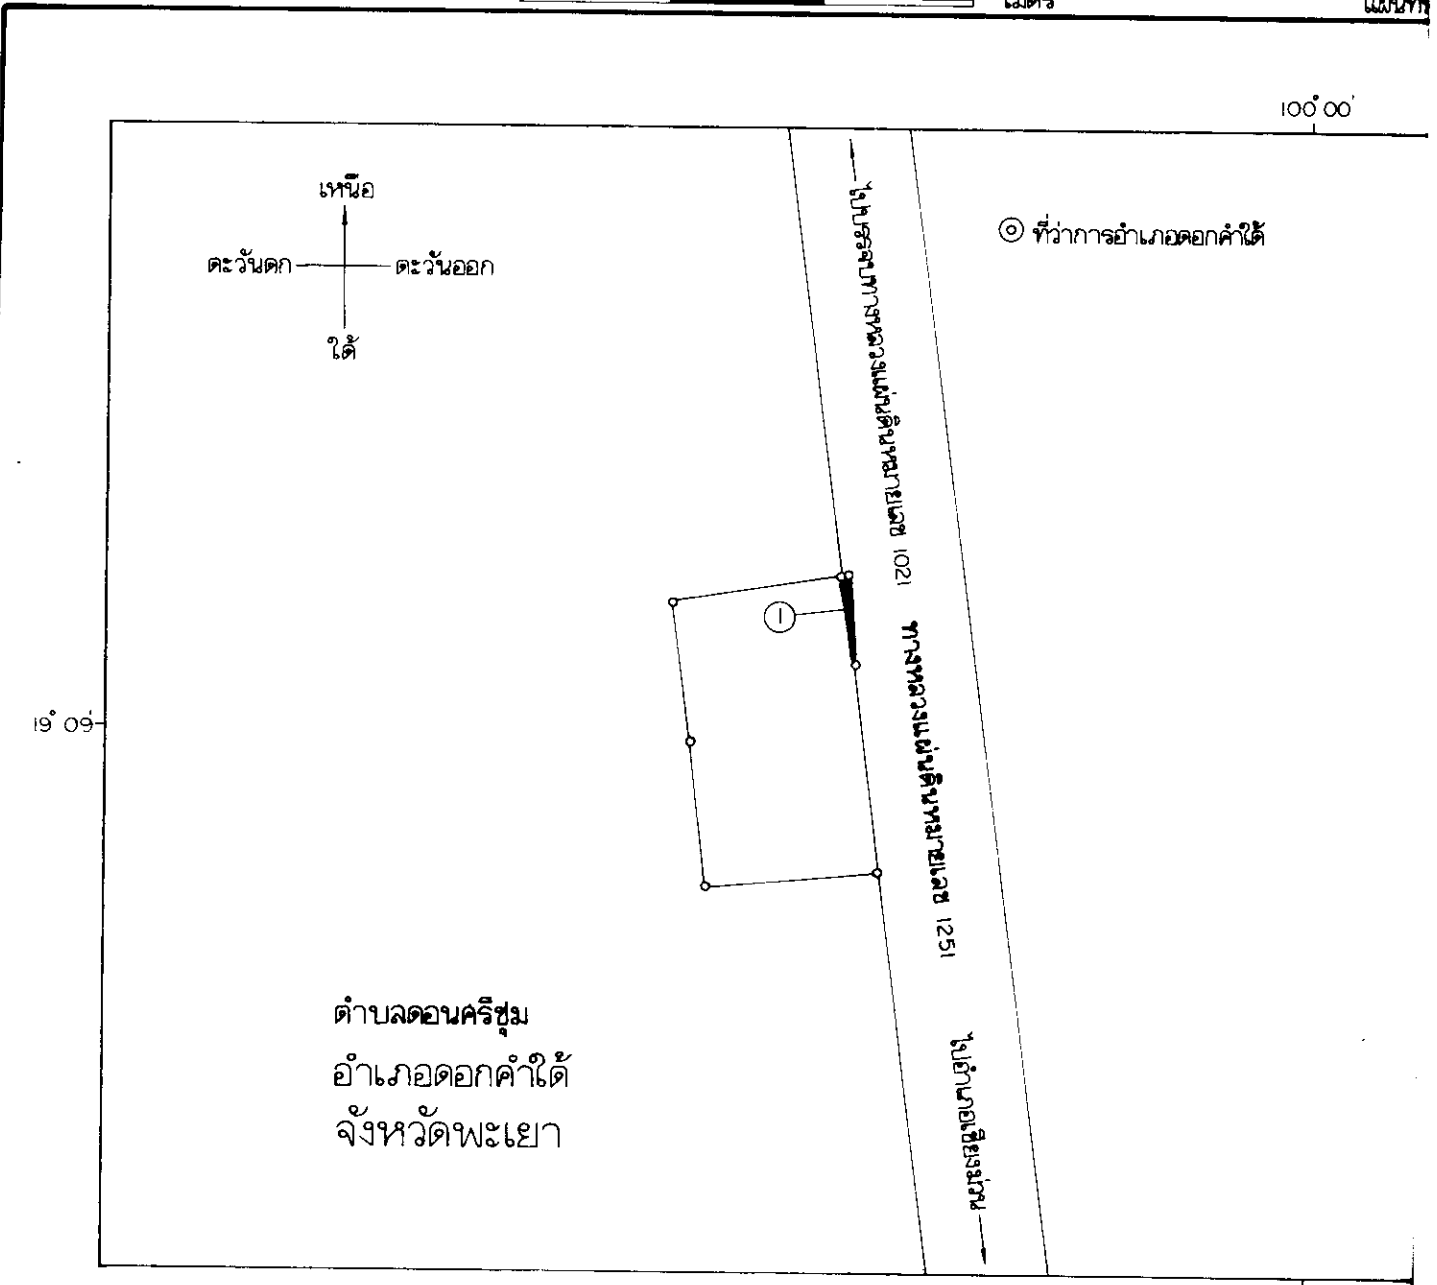 เมตร
100° 00'
เหนือ
ตะวันตก
ตะวันออก
ใต้
ที่ว่าการอำเภอดอกคำใต้
ไปบรรจบทางหลวงแผ่นดินหมายเลข 1021
ทางหลวงแผ่นดินหมายเลข 1251
1
19° 09'
ไปอำเภอเชียงม่วน
ตำบลดอนศรีชุม
อำเภอดอกคำใต้
จังหวัดพะเยา